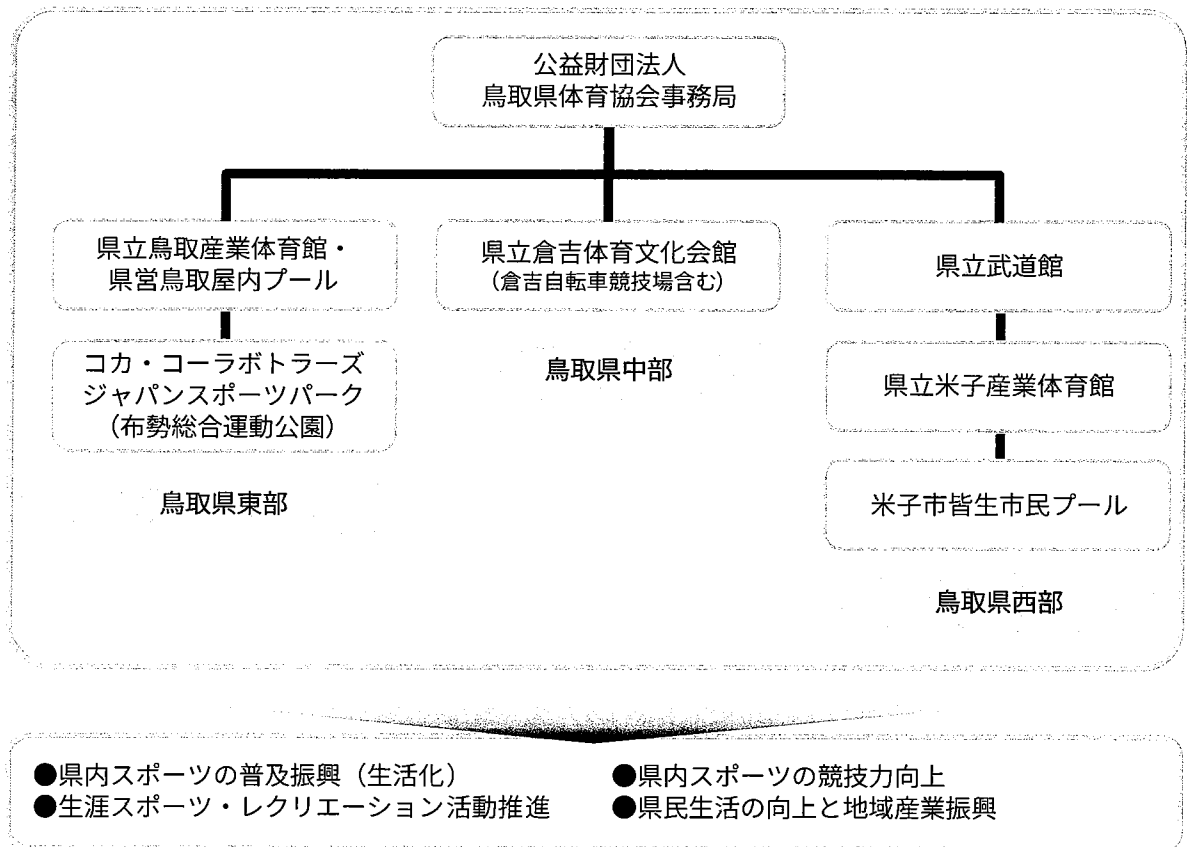 公益財団法人
鳥取県体育協会事務局
県立鳥取産業体育館・
県営鳥取屋内プール
コカ・コーラボトラーズ
ジャパンスポーツパーク
（布勢総合運動公園）
鳥取県東部
県立倉吉体育文化会館
（倉吉自転車競技場含む）
鳥取県中部
県立武道館
県立米子産業体育館
米子市皆生市民プール
鳥取県西部
●県内スポーツの普及振興（生活化）
●生涯スポーツ・レクリエーション活動推進
●県内スポーツの競技力向上
●県民生活の向上と地域産業振興